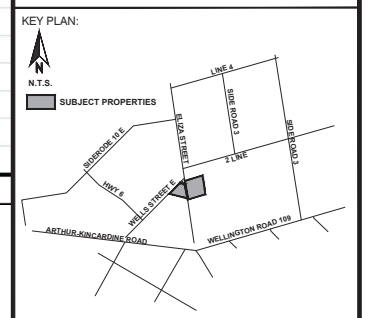 KEY PLAN:
N.T.S.
SUBJECT PROPERTIES
LINE 4
SIDE ROAD 3
ELIZA STREET
SIDEROAD 3
SIDERODE 10 E
2 LINE
HWY 6
WELLS STREET E
ARTHUR-KINCARDINE ROAD
WELLINGTON ROAD 109